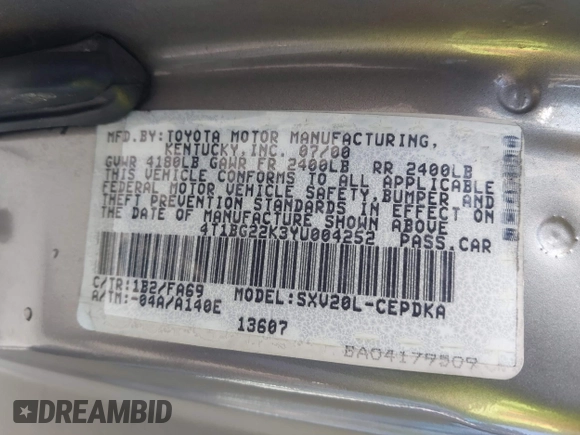 MFD.BY:TOYOTA MOTOR MANUFACTURING,
KENTUCKY,INC. 07/00
GVWR 4180LB GAWR FR 2400LB RR 2400LB
THIS VEHICLE CONFORMS TO ALL APPLICABLE
FEDERAL MOTOR VEHICLE SAFETY,BUMPER AND
THEFT PREVENTION STANDARDS IN EFFECT ON
THE DATE OF MANUFACTURE SHOWN ABOVE
4T1BG22K3YU004252 PASS.CAR
C/TR:1B2/FA69 MODEL:SXV20L-CEPDKA
A/TM:-04A/A140E
13607
BA04179509
DREAMBID